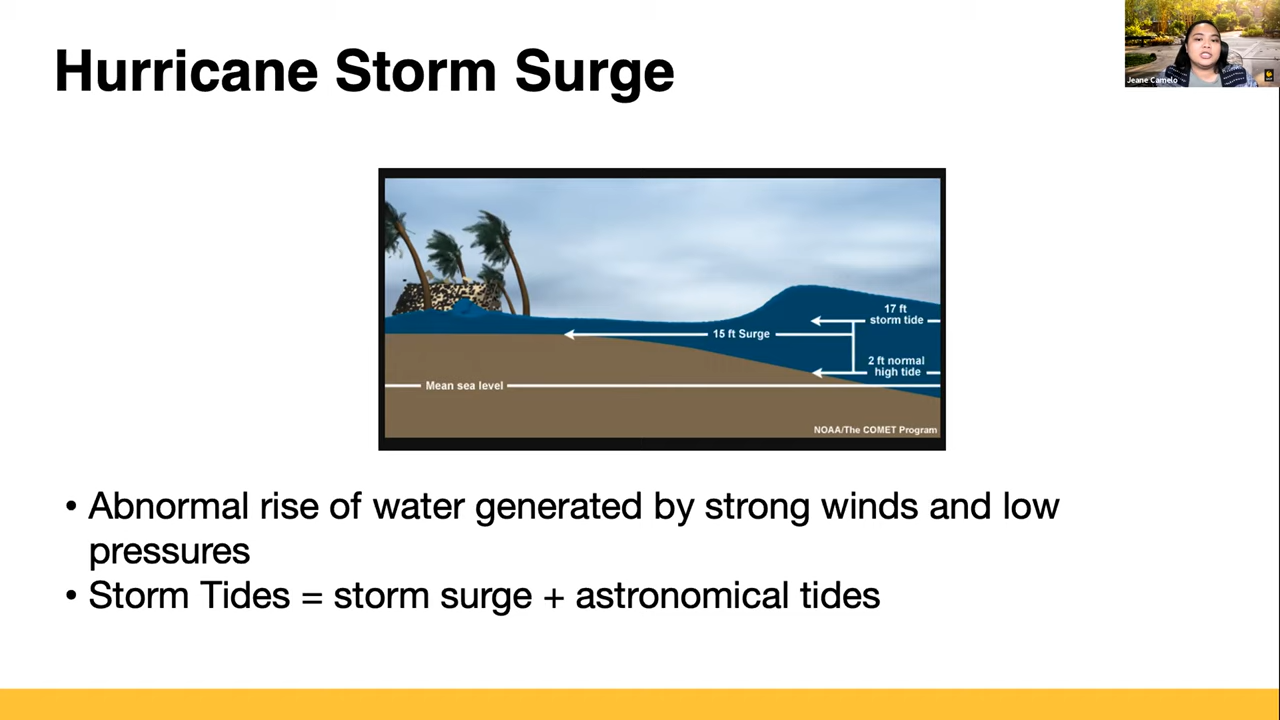 Hurricane Storm Surge
Jeane Camelo
17 ft
storm tide
15 ft Surge
2 ft normal
high tide
Mean sea level
NOAA/The COMET Program
• Abnormal rise of water generated by strong winds and low
pressures
• Storm Tides = storm surge + astronomical tides